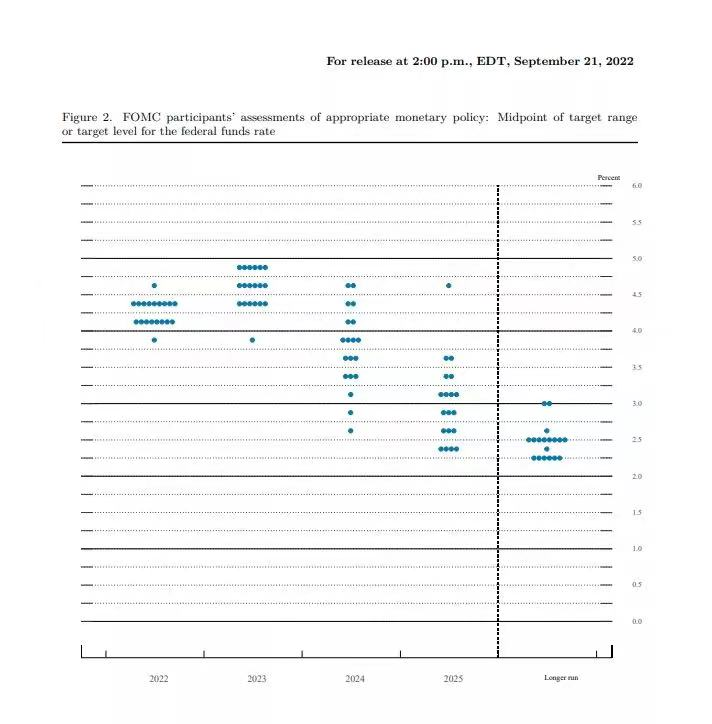 For release at 2:00 p.m., EDT, September 21, 2022
Figure 2. FOMC participants' assessments of appropriate monetary policy: Midpoint of target range
or target level for the federal funds rate
Percent
6.0
5.5
5.0
4.5
4.0
3.5
3.0
2.5
2.0
1.5
1.0
0.5
0.0
2022 2023 2024 2025 Longer run